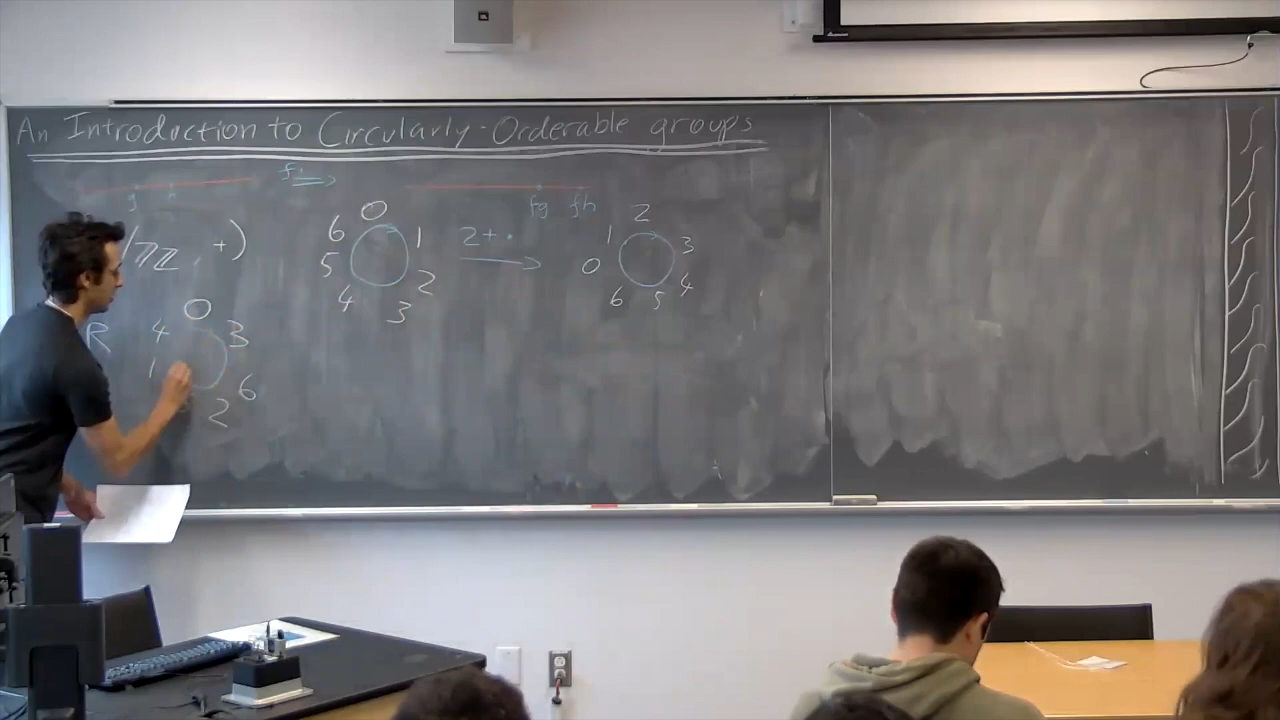 An Introduction to Circularly-Orderable groups
f:
g h
fg fh
(ZZ, +)
0
6 1
5 2
4 3
2+·
2
1 3
0 4
6 5
R
0
4 3
1 6
2